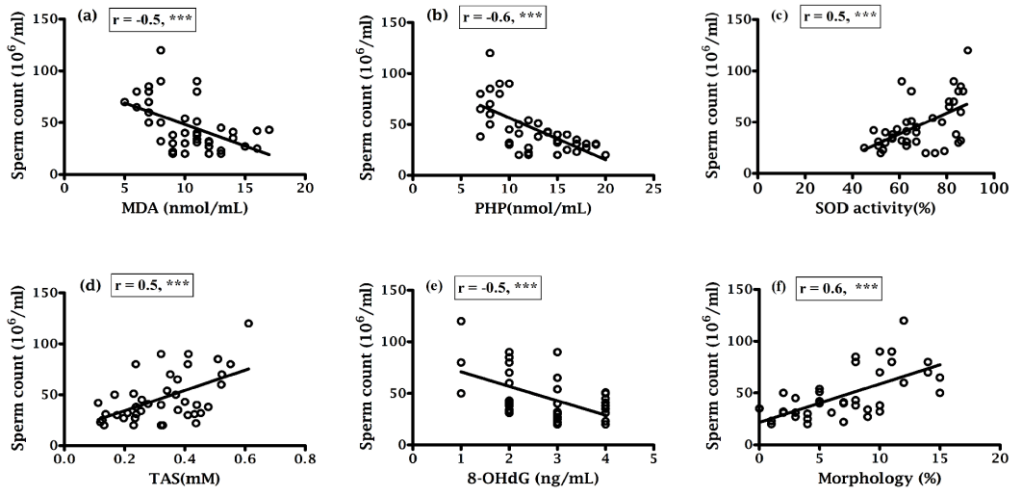 (a)
r = -0.5, ***
Sperm count (10⁶/ml)
150
100
50
0
0 5 10 15 20
MDA (nmol/mL)
(b)
r = -0.6, ***
Sperm count (10⁶/ml)
150
100
50
0
0 5 10 15 20 25
PHP(nmol/mL)
(c)
r = 0.5, ***
Sperm count (10⁶/ml)
150
100
50
0
0 20 40 60 80 100
SOD activity(%)
(d)
r = 0.5, ***
Sperm count (10⁶/ml)
150
100
50
0
0.0 0.2 0.4 0.6 0.8
TAS(mM)
(e)
r = -0.5, ***
Sperm count (10⁶/ml)
150
100
50
0
0 1 2 3 4 5
8-OHdG (ng/mL)
(f)
r = 0.6, ***
Sperm count (10⁶/ml)
150
100
50
0
0 5 10 15 20
Morphology (%)